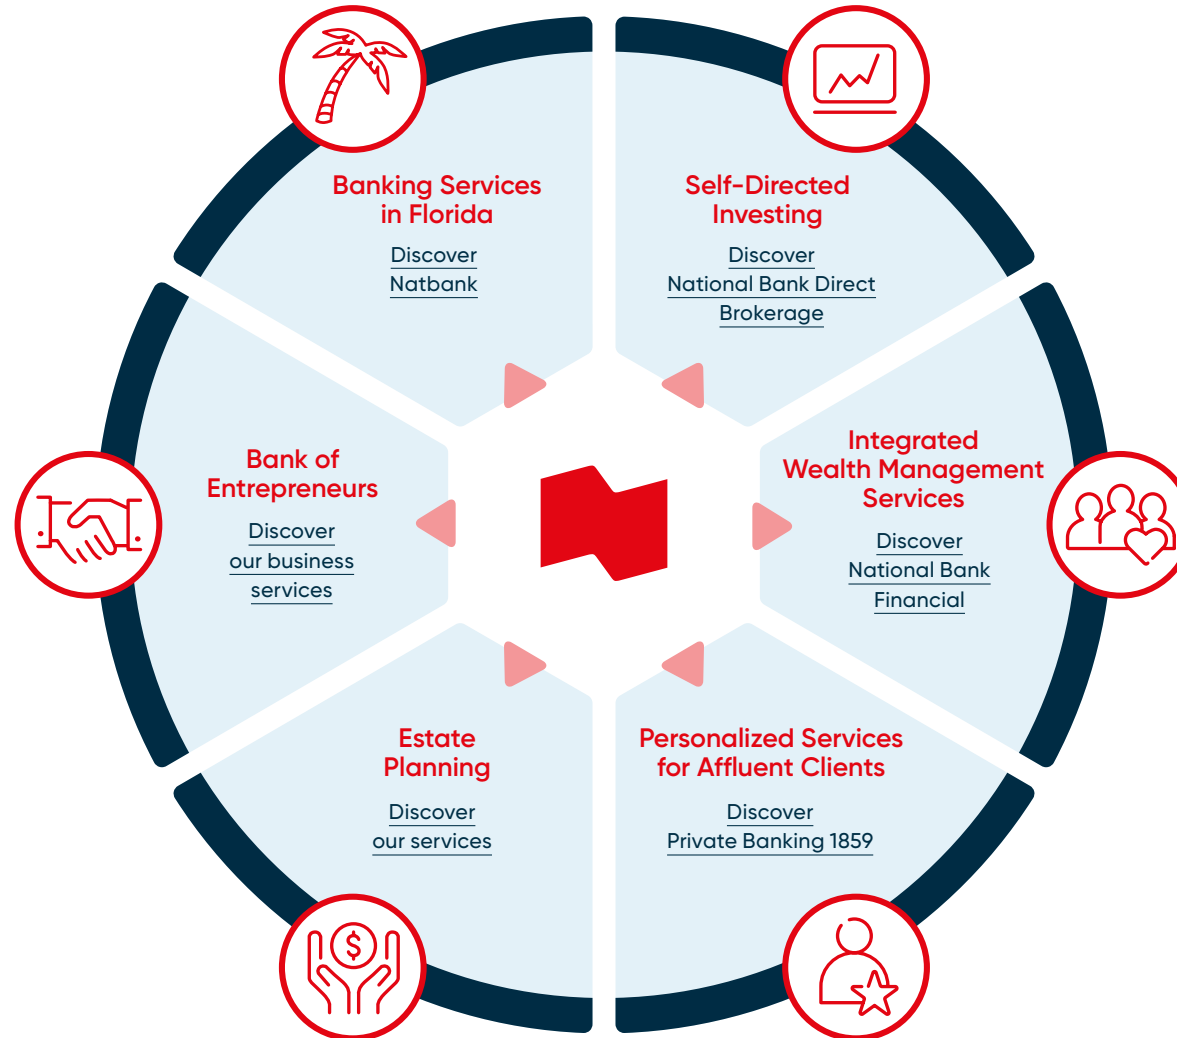 Banking Services
in Florida
Discover
Natbank
Self-Directed
Investing
Discover
National Bank Direct
Brokerage
Bank of
Entrepreneurs
Discover
our business
services
Integrated
Wealth Management
Services
Discover
National Bank
Financial
Estate
Planning
Discover
our services
Personalized Services
for Affluent Clients
Discover
Private Banking 1859
$